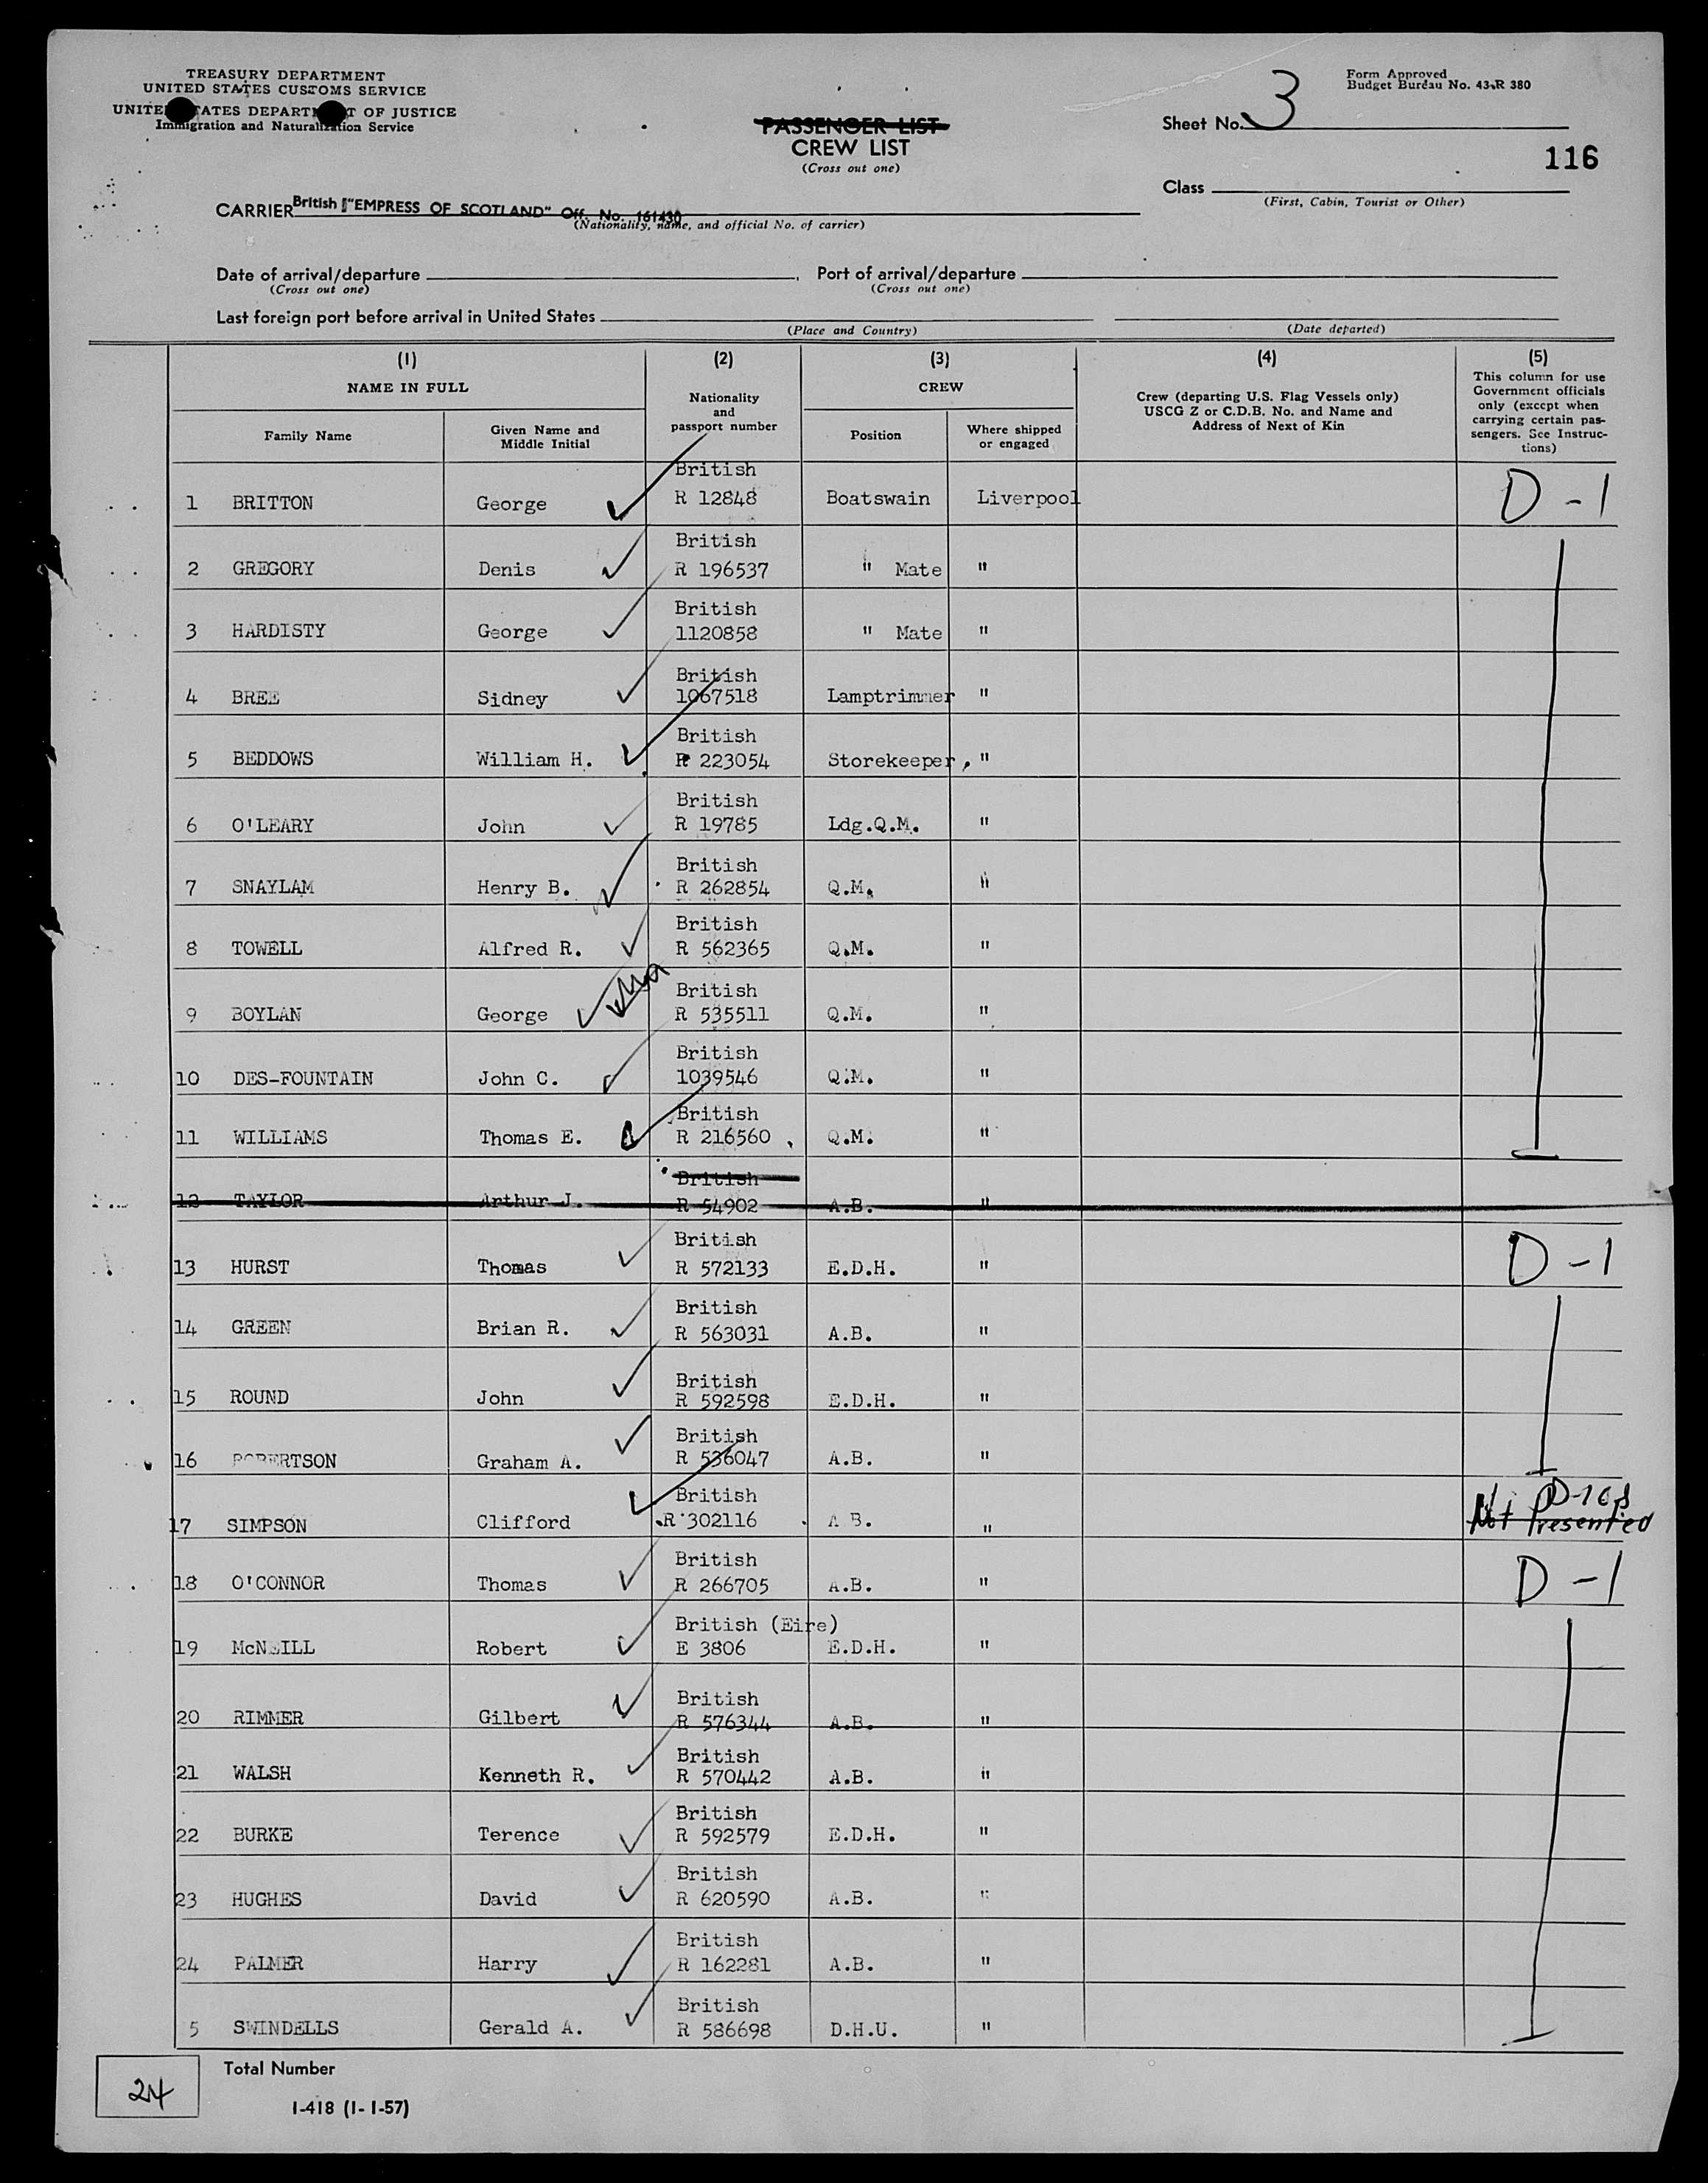 TREASURY DEPARTMENT
UNITED STATES CUSTOMS SERVICE
UNITED STATES DEPARTMENT OF JUSTICE
Immigration and Naturalization Service
Form Approved
Budget Bureau No. 43-R 380
PASSENGER LIST
CREW LIST
(Cross out one)
Sheet No. 3
116
Class
(First, Cabin, Tourist or Other)
CARRIER British "EMPRESS OF SCOTLAND" Off. No. 161430
(Nationality, name, and official No. of carrier)
Date of arrival/departure . Port of arrival/departure
(Cross out one) (Cross out one)
Last foreign port before arrival in United States
(Place and Country) (Date departed)
(1) (2) (3) (4) (5)
NAME IN FULL
Nationality and passport number
CREW
Crew (departing U.S. Flag Vessels only)
USCG Z or C.D.B. No. and Name and
Address of Next of Kin
This column for use
Government officials
only (except when
carrying certain pas-
sengers. See Instruc-
tions)
Family Name
Given Name and
Middle Initial
Position
Where shipped
or engaged
British
1 BRITTON George R 12848 Boatswain Liverpool D-1
British
2 GREGORY Denis R 196537 " Mate "
British
3 HARDISTY George 1120858 " Mate "
British
4 BREE Sidney 1067518 Lamptrimmer "
British
5 BEDDOWS William H. R 223054 Storekeeper, "
British
6 O'LEARY John R 19785 Ldg.Q.M. "
British
7 SNAYLAM Henry B. R 262854 Q.M. "
British
8 TOWELL Alfred R. R 562365 Q.M. "
British
9 BOYLAN George R 535511 Q.M. "
British
10 DES-FOUNTAIN John C. 1039546 Q.M. "
British
11 WILLIAMS Thomas E. R 216560 Q.M. "
British
12 TAYLOR Arthur J. R 54902 A.B. "
British
13 HURST Thomas R 572133 E.D.H. " D-1
British
14 GREEN Brian R. R 563031 A.B. "
British
15 ROUND John R 592598 E.D.H. "
British
16 ROBERTSON Graham A. R 536047 A.B. "
British
17 SIMPSON Clifford R 302116 A B. " Not Presented
British
18 O'CONNOR Thomas R 266705 A.B. " D-1
British (Eire)
19 McNEILL Robert E 3806 E.D.H. "
British
20 RIMMER Gilbert R 576344 A.B. "
British
21 WALSH Kenneth R. R 570442 A.B. "
British
22 BURKE Terence R 592579 E.D.H. "
British
23 HUGHES David R 620590 A.B. "
British
24 PALMER Harry R 162281 A.B. "
British
5 SWINDELLS Gerald A. R 586698 D.H.U. "
24
Total Number
I-418 (1-1-57)